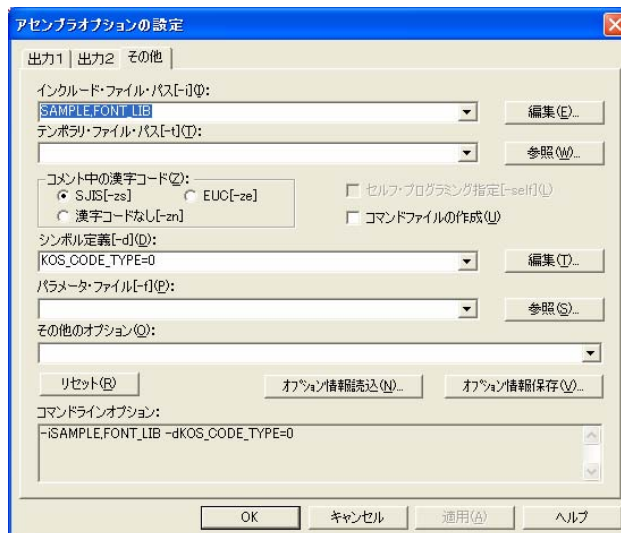 アセンブラオプションの設定
出力1 出力2 その他
インクルード・ファイル・パス[-i](I):
SAMPLE,FONT_LIB 編集(E)...
テンポラリ・ファイル・パス[-t](T):
参照(W)...
コメント中の漢字コード(Z):
SJIS[-zs] EUC[-ze]
漢字コードなし[-zn]
セルフ・プログラミング指定[-self](L)
コマンドファイルの作成(U)
シンボル定義[-d](D):
KOS_CODE_TYPE=0 編集(T)...
パラメータ・ファイル[-f](P):
参照(S)...
その他のオプション(O):
リセット(R) オプション情報読込(N)... オプション情報保存(V)...
コマンドラインオプション:
-iSAMPLE,FONT_LIB -dKOS_CODE_TYPE=0
OK キャンセル 適用(A) ヘルプ